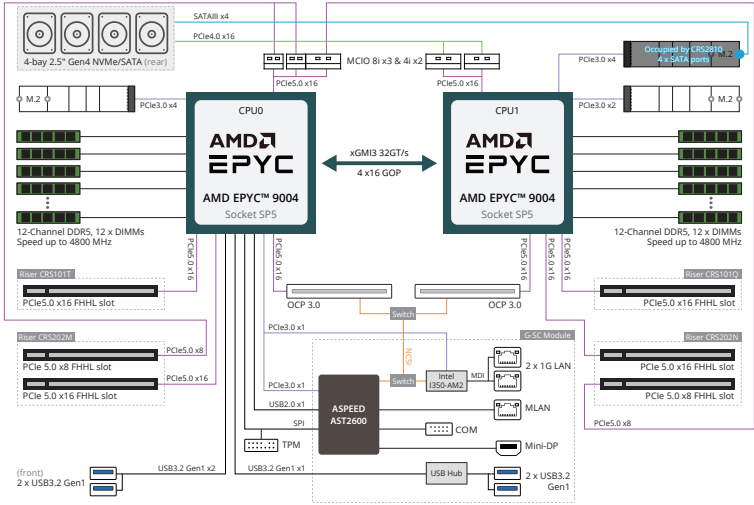 SATAIII x4
PCIe4.0 x16
4-bay 2.5" Gen4 NVMe/SATA (rear)
MCIO 8i x3 & 4i x2
PCIe3.0 x4
Occupied by CRS2810
4 x SATA ports
M.2
PCIe5.0 x16
PCIe5.0 x16
M.2
PCIe3.0 x4
PCIe3.0 x2
M.2
CPU0
AMD
EPYC
AMD EPYC™ 9004
Socket SP5
xGMI3 32GT/s
4 x16 GOP
CPU1
AMD
EPYC
AMD EPYC™ 9004
Socket SP5
12-Channel DDR5, 12 x DIMMs
Speed up to 4800 MHz
12-Channel DDR5, 12 x DIMMs
Speed up to 4800 MHz
PCIe5.0 x16
PCIe5.0 x16
PCIe5.0 x16
PCIe5.0 x16
PCIe5.0 x16
Riser CRS101T
PCIe5.0 x16 FHHL slot
OCP 3.0
OCP 3.0
Riser CRS101Q
PCIe5.0 x16 FHHL slot
Switch
PCIe3.0 x1
NCSI
G-SC Module
Riser CRS202M
PCIe5.0 x8
PCIe 5.0 x8 FHHL slot
PCIe5.0 x16
PCIe 5.0 x16 FHHL slot
Riser CRS202N
PCIe 5.0 x16 FHHL slot
PCIe 5.0 x8 FHHL slot
PCIe5.0 x8
Switch
Intel
I350-AM2
MDI
2 x 1G LAN
PCIe3.0 x1
USB2.0 x1
SPI
TPM
ASPEED
AST2600
MLAN
COM
Mini-DP
(front)
2 x USB3.2 Gen1
USB3.2 Gen1 x2
USB3.2 Gen1 x1
USB Hub
2 x USB3.2
Gen1